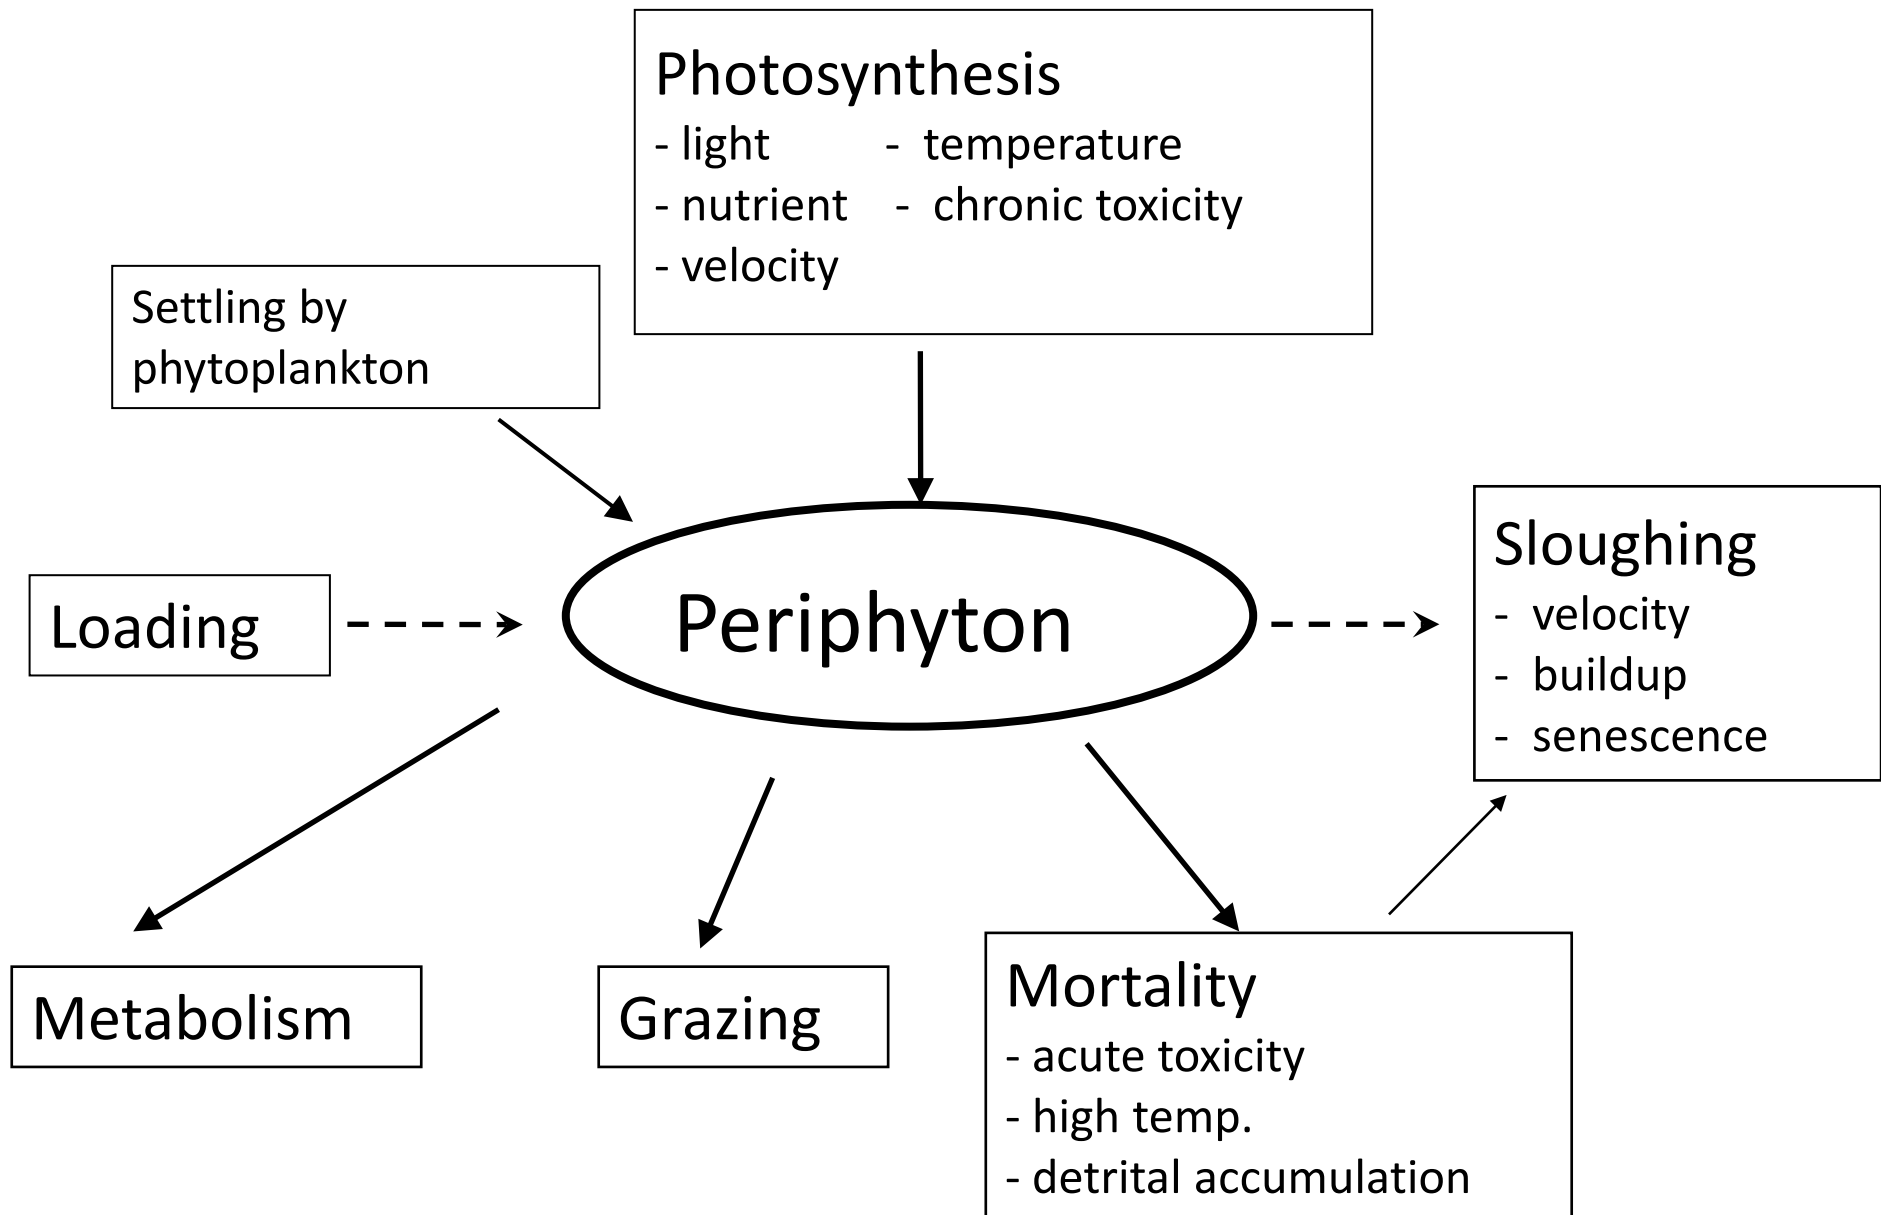 Photosynthesis
- light - temperature
- nutrient - chronic toxicity
- velocity
Settling by
phytoplankton
Loading
Periphyton
Sloughing
- velocity
- buildup
- senescence
Metabolism
Grazing
Mortality
- acute toxicity
- high temp.
- detrital accumulation